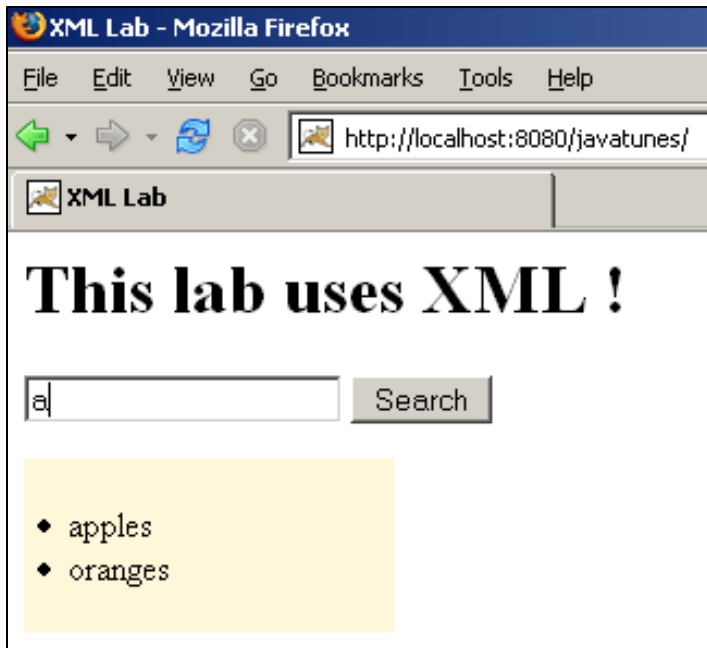 XML Lab - Mozilla Firefox
File Edit View Go Bookmarks Tools Help
http://localhost:8080/javatunes/
XML Lab
This lab uses XML !
a Search
apples
oranges